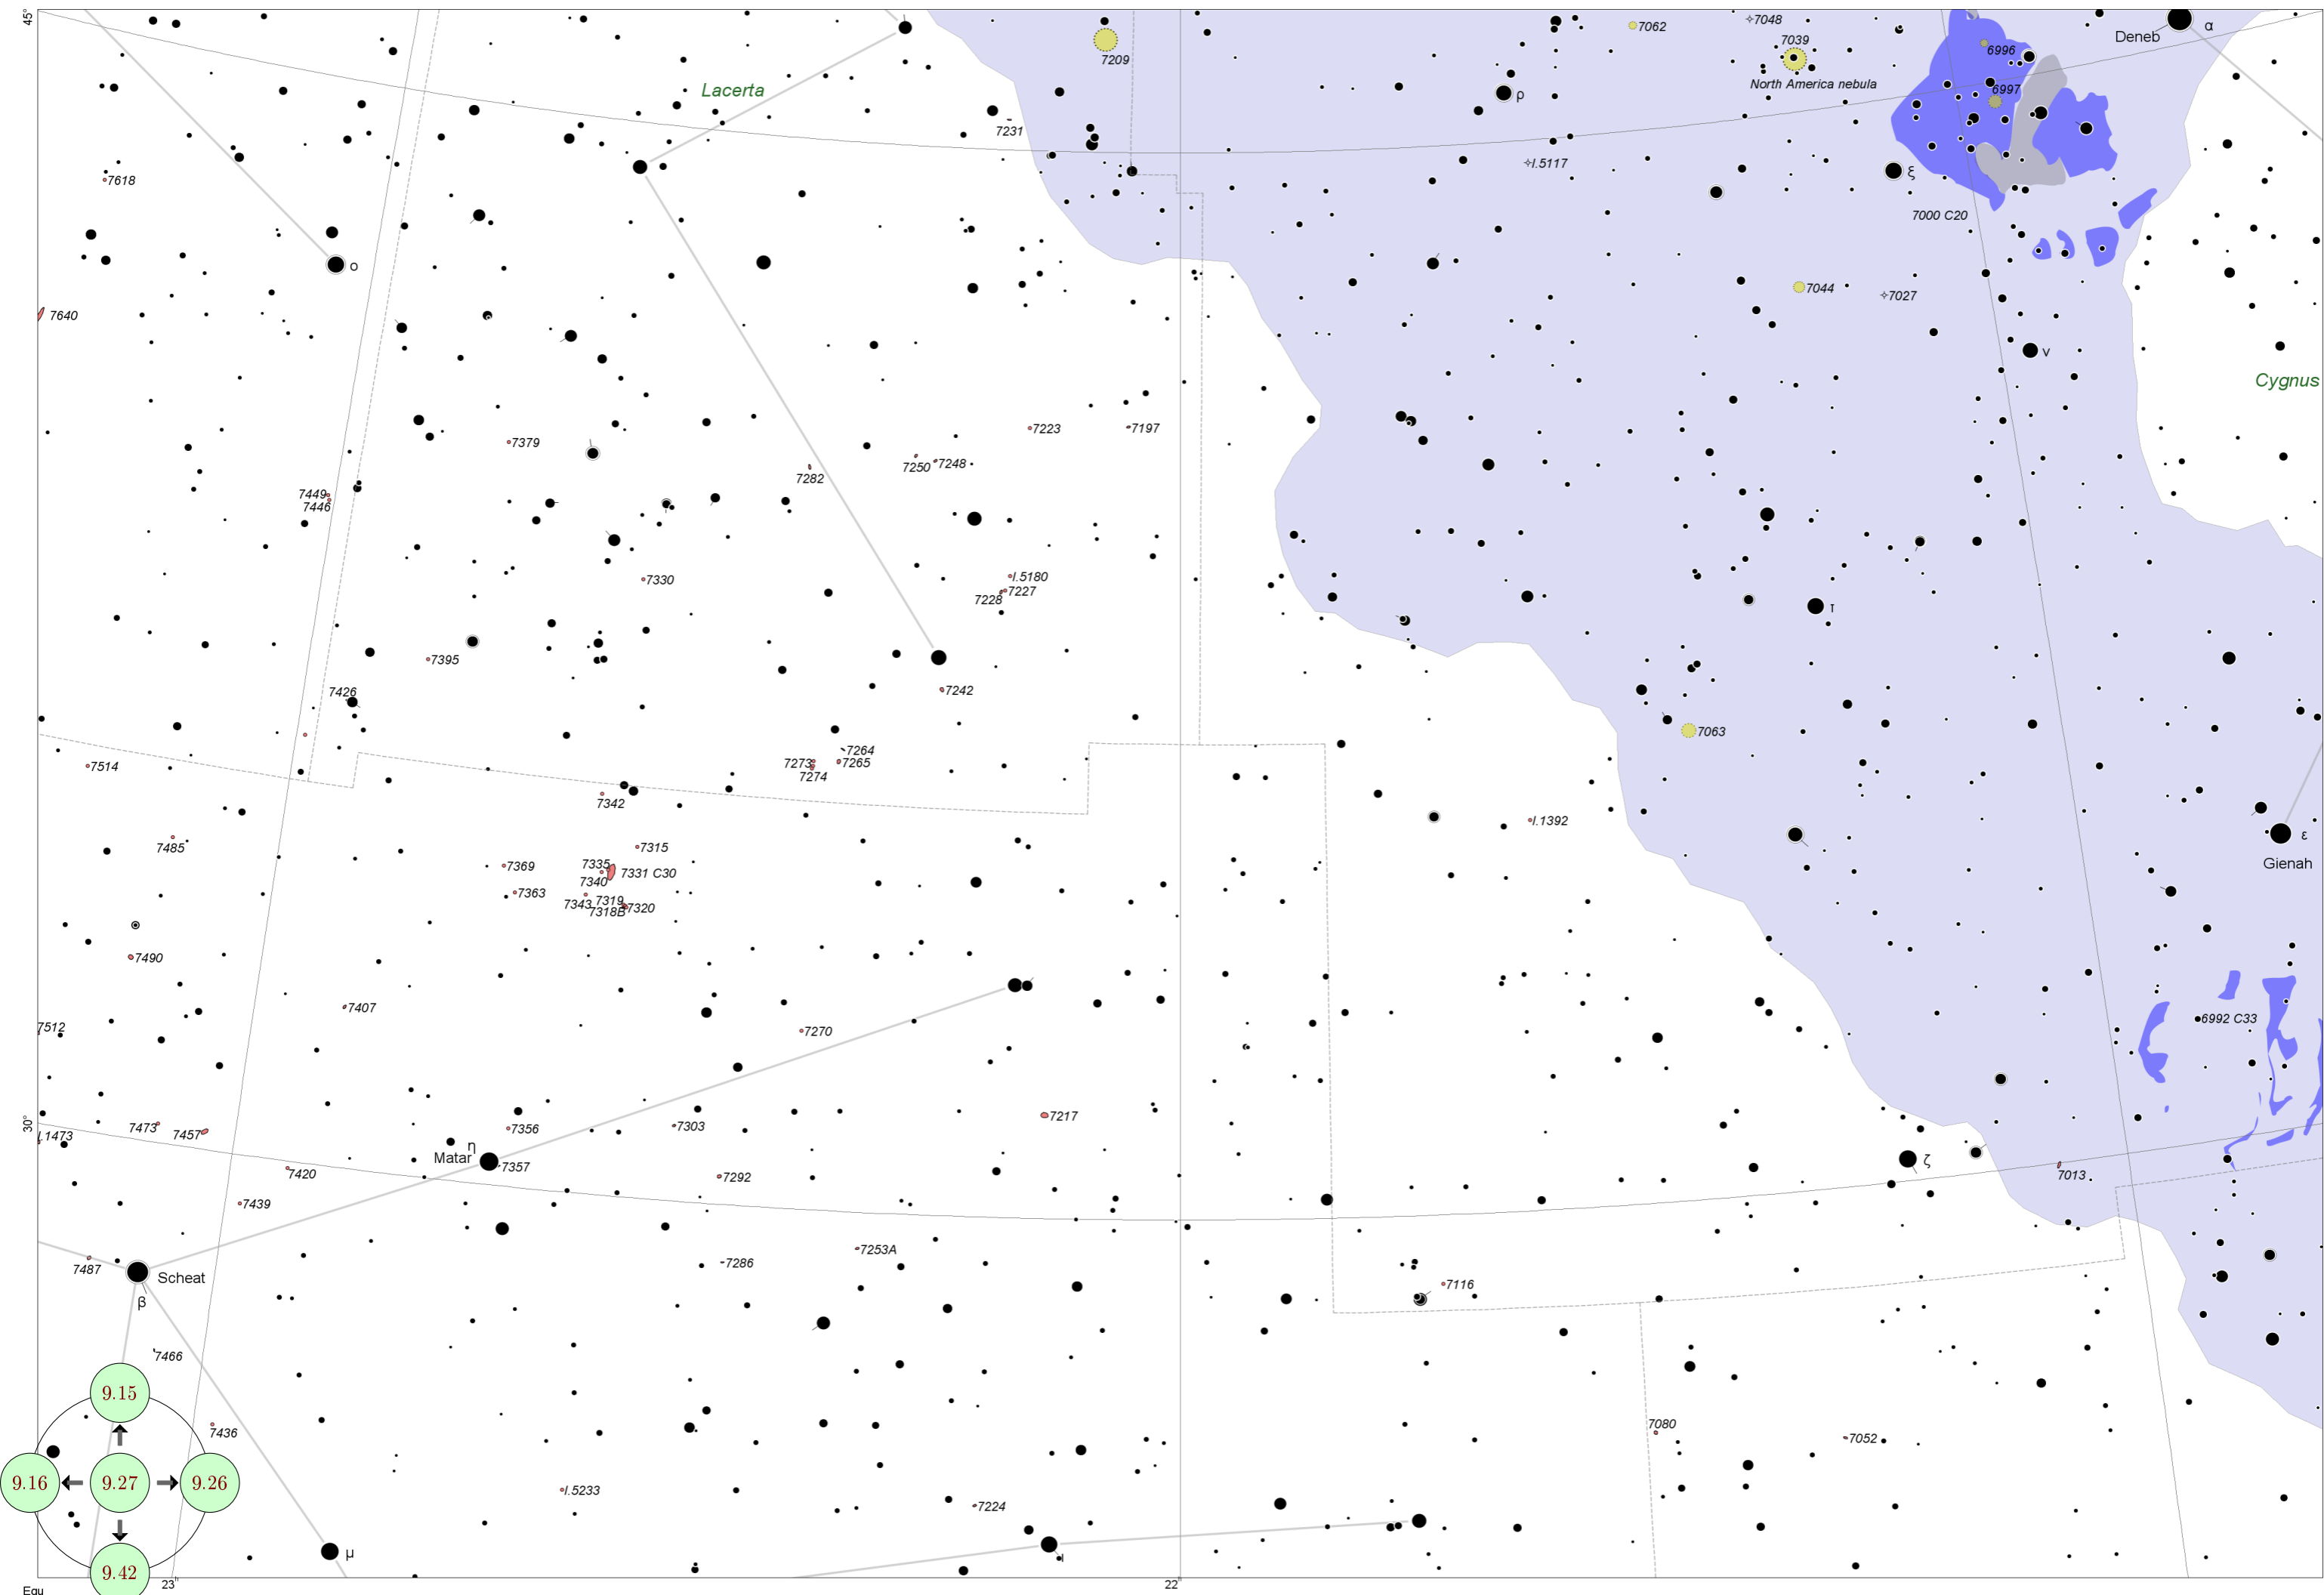 45°
7062
7048
α
Deneb
7039
7209
6996
Lacerta
North America nebula
6997
ρ
7231
7618
I.5117
ξ
7000 C20
ο
7044
7027
7640
ν
Cygnus
7379
7223
7197
7250
7248
7282
7449
7446
7330
I.5180
7227
7228
τ
7395
7426
7242
7063
7264
7273
7265
7514
7274
7342
I.1392
ε
7485
7315
Gienah
7369
7335
7331 C30
7340
7363
7343
7319
7320
7318B
7490
7407
7512
7270
6992 C33
30°
7217
7473
7457
I.1473
7356
7303
η
Matar
7357
ζ
7420
7292
7013
7439
7253A
7487
7286
Scheat
7116
β
7466
9.15
7436
7080
7052
9.16
9.27
9.26
I.5233
7224
μ
ι
9.42
23h
22h
Equ